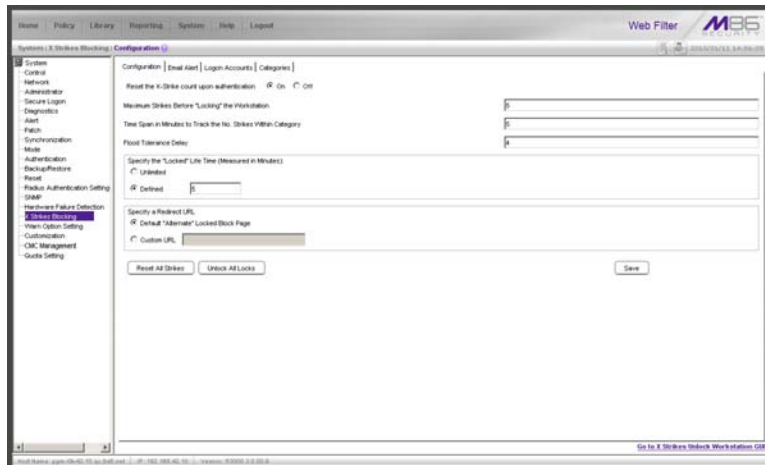 Home Policy Library Reporting System Help Logout
Web Filter
M86
SECURITY
System : X Strikes Blocking : Configuration
System
Control
Network
Administrator
Secure Logon
Diagnostics
Alert
Patch
Synchronization
Mode
Authentication
Backup/Restore
Reset
Radius Authentication Setting
SNMP
Hardware Failure Detection
X Strikes Blocking
Warn Option Setting
Customization
CMC Management
Quota Setting
Configuration Email Alert Logon Accounts Categories
Reset the X-Strike count upon authentication On Off
Maximum Strikes Before "Locking" the Workstation 5
Time Span in Minutes to Track the No. Strikes Within Category 5
Flood Tolerance Delay 4
Specify the "Locked" Life Time (Measured in Minutes)
Unlimited
Defined 5
Specify a Redirect URL
Default "Alternate" Locked Block Page
Custom URL
Reset All Strikes Unlock All Locks Save
Go to X Strikes Unlock Workstation GUI
Host Name: